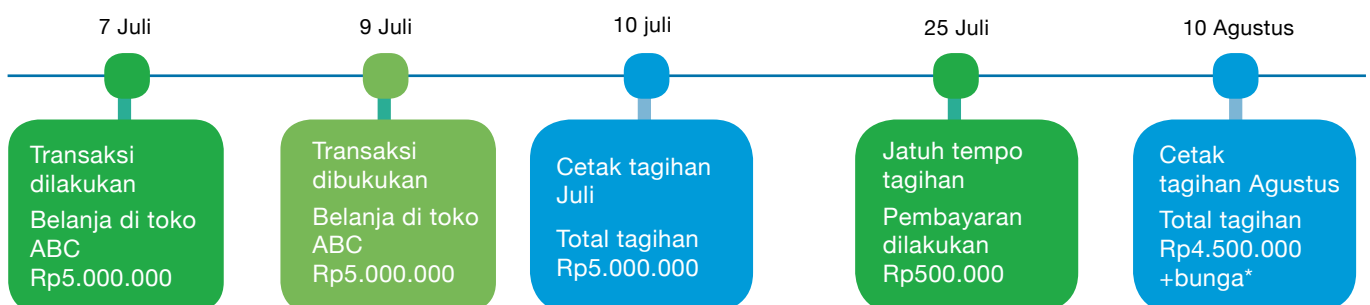 7 Juli
9 Juli
10 juli
25 Juli
10 Agustus
Transaksi
dilakukan
Belanja di toko
ABC
Rp5.000.000
Transaksi
dibukukan
Belanja di toko
ABC
Rp5.000.000
Cetak tagihan
Juli
Total tagihan
Rp5.000.000
Jatuh tempo
tagihan
Pembayaran
dilakukan
Rp500.000
Cetak
tagihan Agustus
Total tagihan
Rp4.500.000
+bunga*